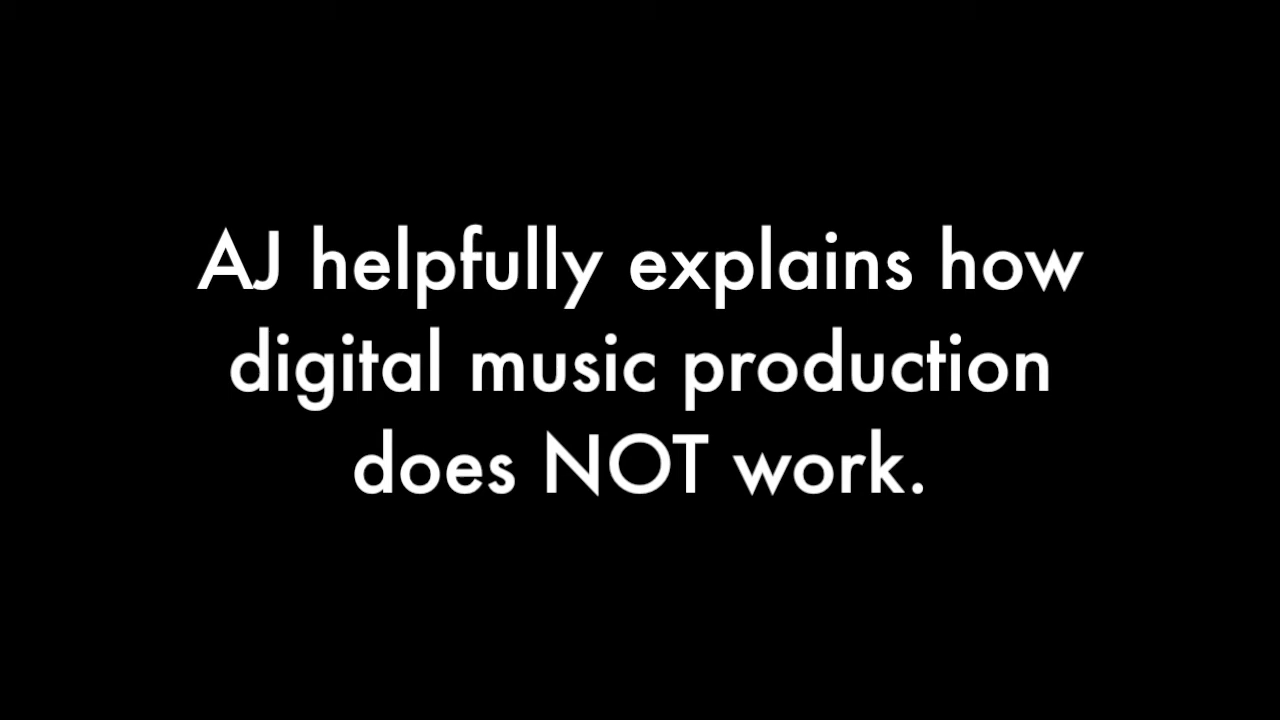 AJ helpfully explains how
digital music production
does NOT work.